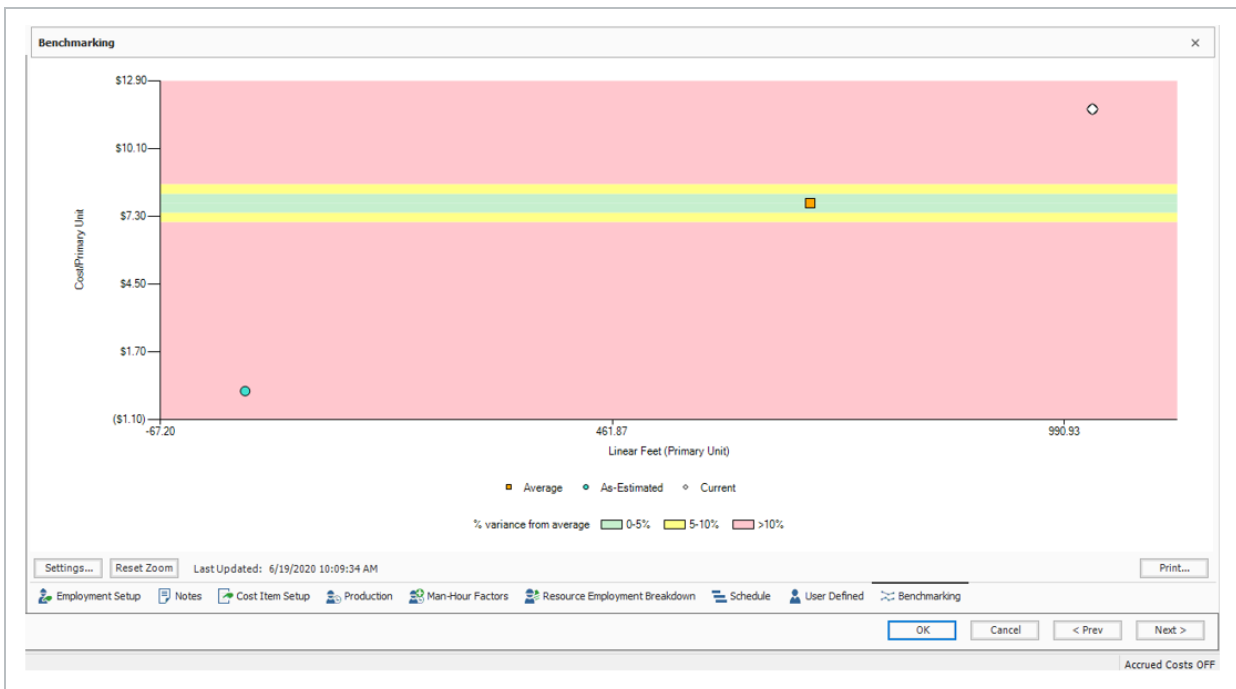 Benchmarking ×
$12.90
$10.10
$7.30
$4.50
$1.70
($1.10)
Cost/Primary Unit
-67.20 461.87 990.93
Linear Feet (Primary Unit)
Average As-Estimated Current
% variance from average 0-5% 5-10% >10%
Settings... Reset Zoom Last Updated: 6/19/2020 10:09:34 AM Print...
Employment Setup Notes Cost Item Setup Production Man-Hour Factors Resource Employment Breakdown Schedule User Defined Benchmarking
OK Cancel < Prev Next >
Accrued Costs OFF